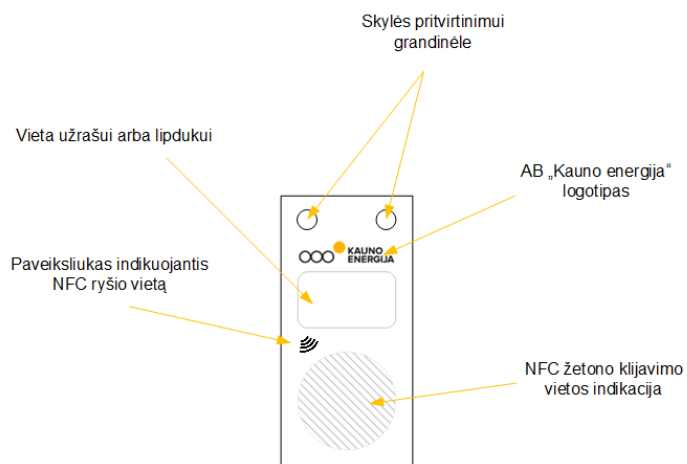 Skylės pritvirtinimui
grandinėle
Vieta užrašui arba lipdukui
AB „Kauno energija“
logotipas
KAUNO
ENERGIJA
Paveiksliukas indikuojantis
NFC ryšio vietą
NFC žetono klijavimo
vietos indikacija